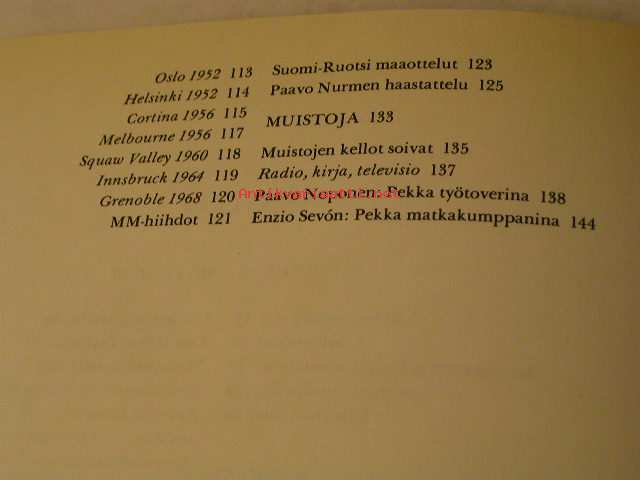 Oslo 1952 113
Helsinki 1952 114
Cortina 1956 115
Melbourne 1956 117
Squaw Valley 1960 118
Innsbruck 1964 119
Grenoble 1968 120
MM-hiihdot 121
Suomi-Ruotsi maaottelut 123
Paavo Nurmen haastattelu 125
MUISTOJA 133
Muistojen kellot soivat 135
Radio, kirja, televisio 137
Paavo Noponen: Pekka työtoverina 138
Enzio Sevón: Pekka matkakumppanina 144